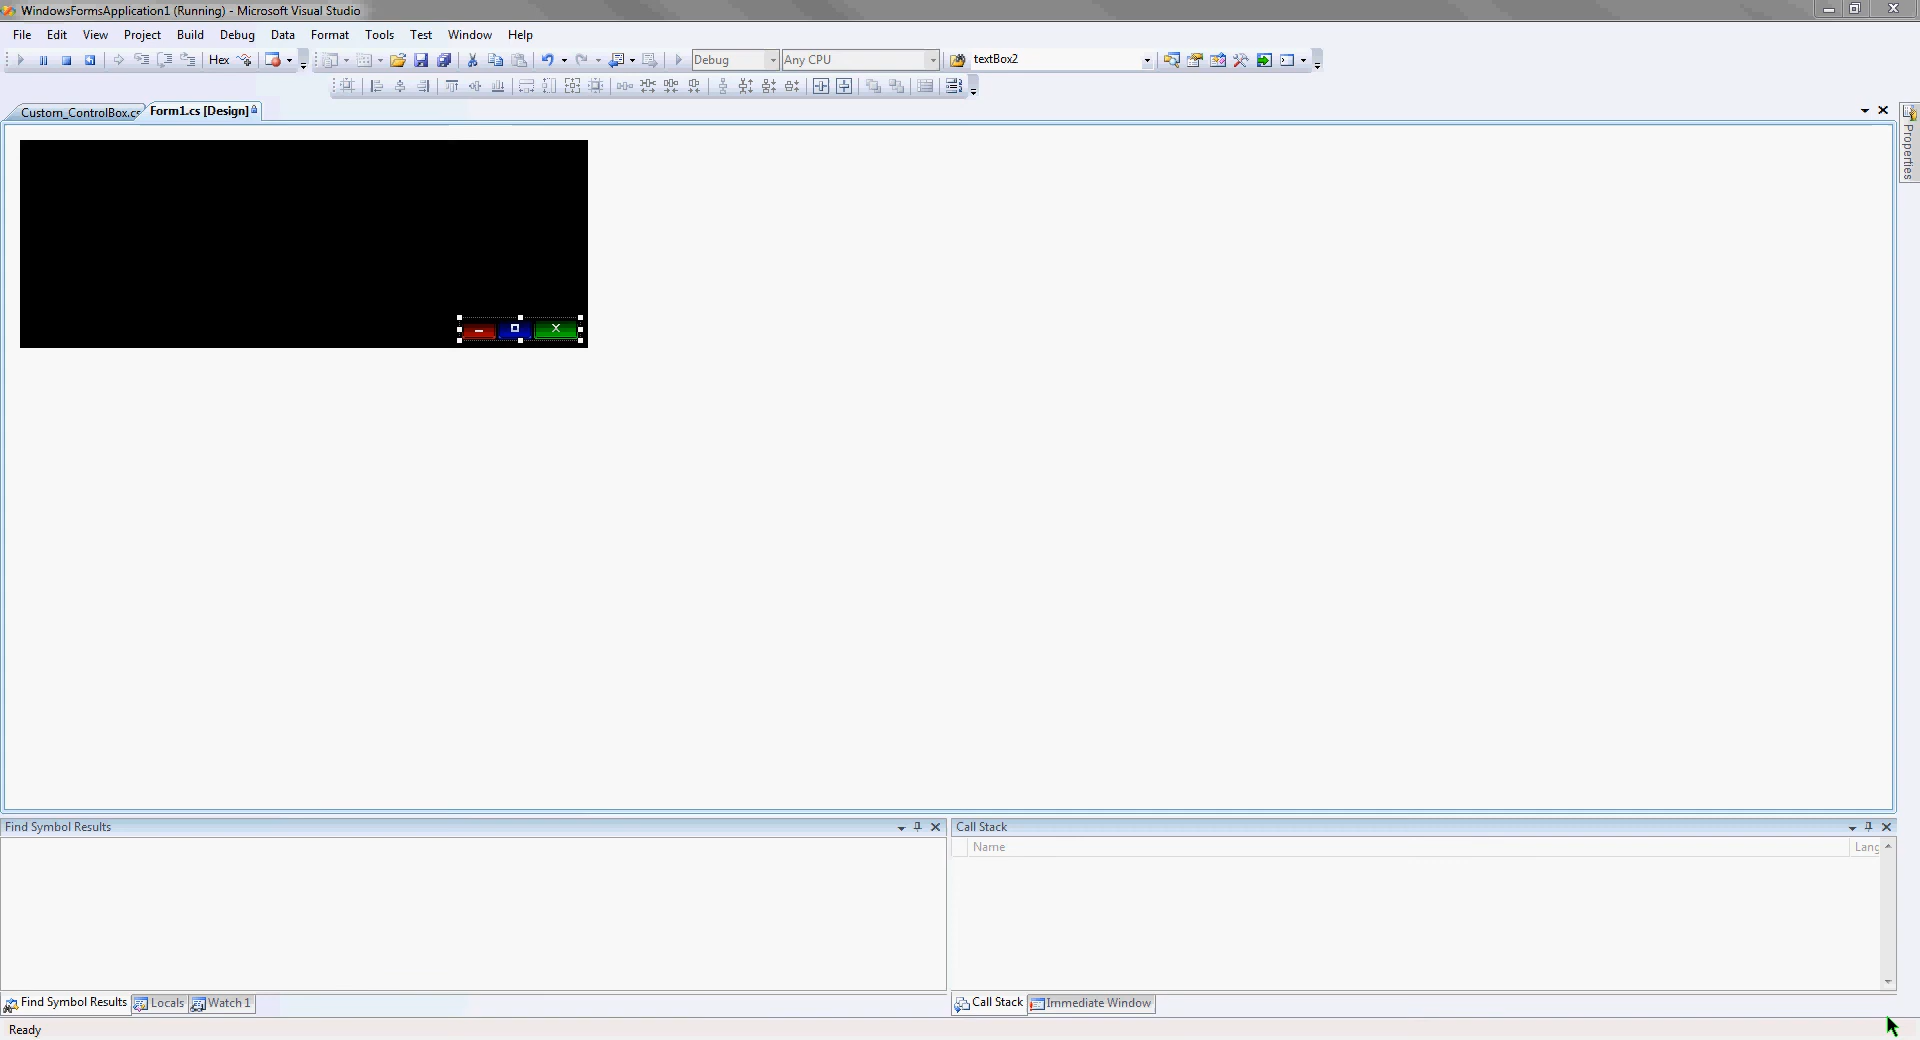 WindowsFormsApplication1 (Running) - Microsoft Visual Studio
File Edit View Project Build Debug Data Format Tools Test Window Help
Hex Debug Any CPU textBox2
Custom_ControlBox.cs Form1.cs [Design]
Properties
Find Symbol Results Call Stack
Name Lang
Find Symbol Results Locals Watch 1 Call Stack Immediate Window
Ready